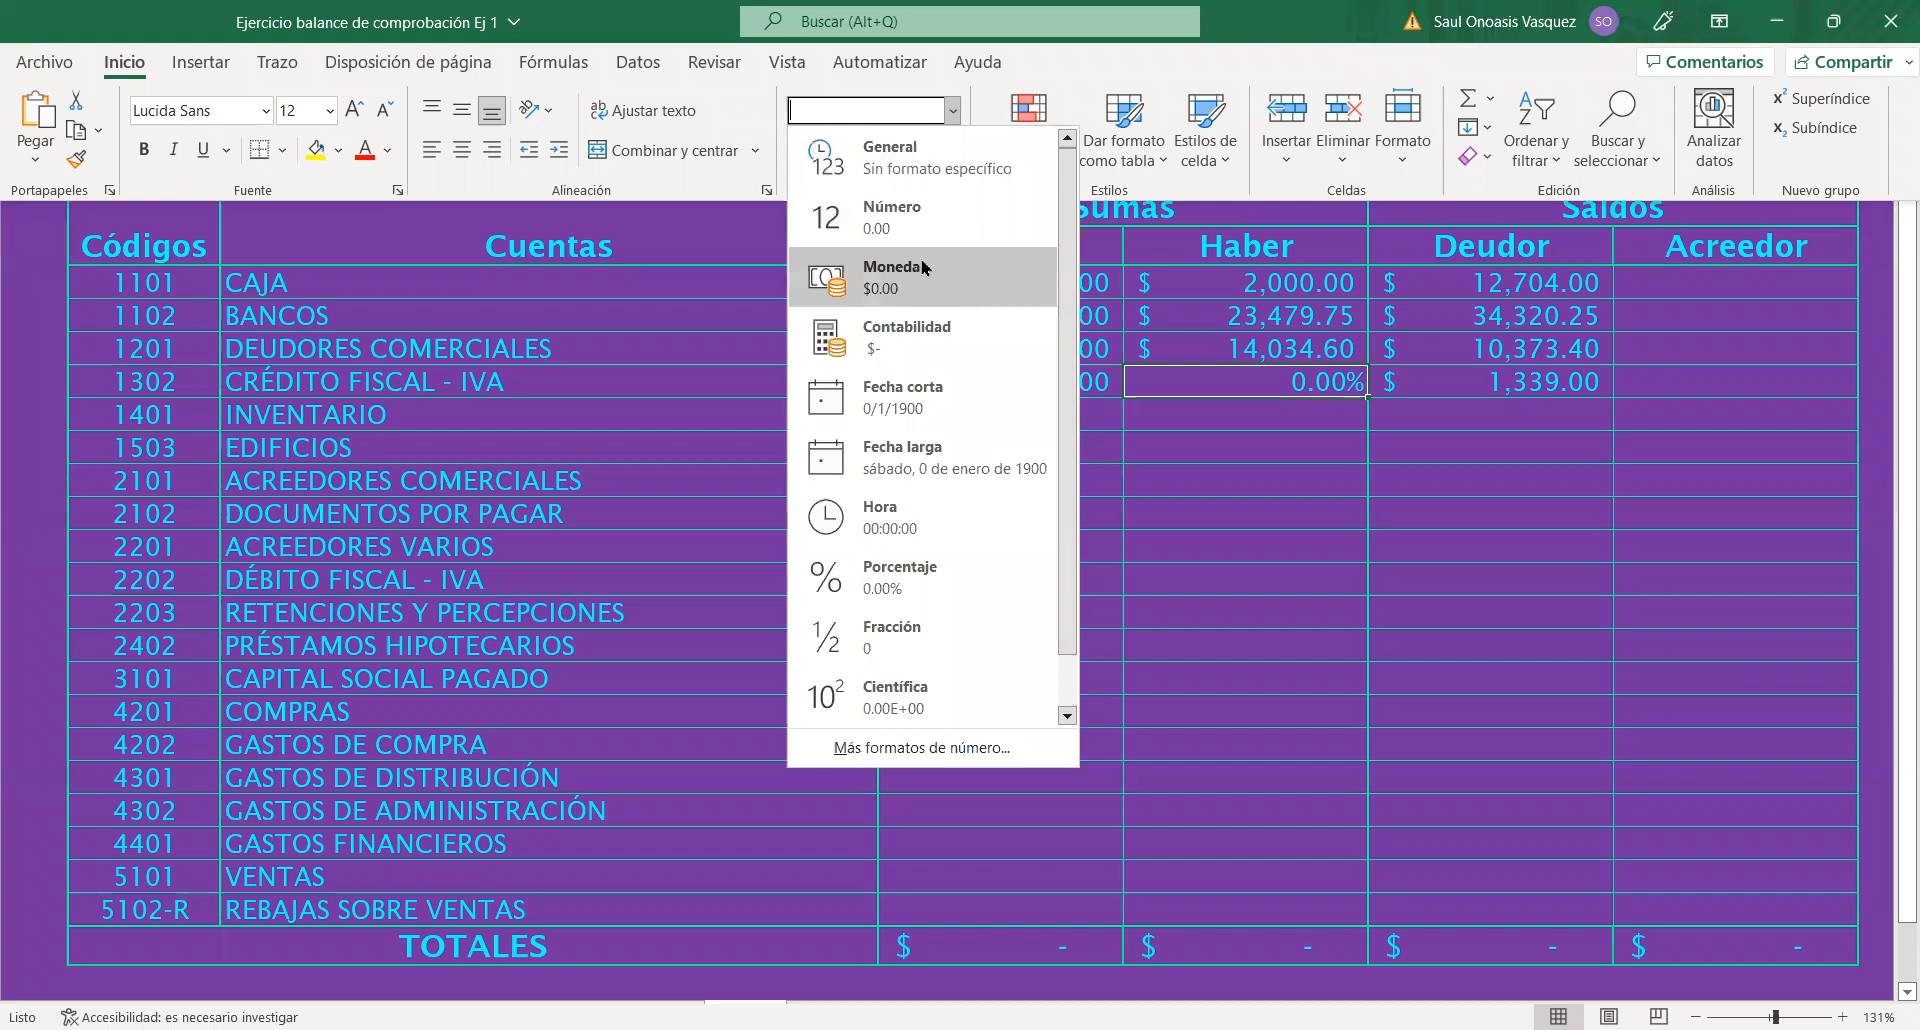 Ejercicio balance de comprobación Ej 1
Buscar (Alt+Q)
Saul Onoasis Vasquez
SO
Archivo Inicio Insertar Trazo Disposición de página Fórmulas Datos Revisar Vista Automatizar Ayuda
Comentarios
Compartir
Pegar
Portapapeles
Lucida Sans 12
N I S
Fuente
Ajustar texto
Combinar y centrar
Alineación
Dar formato como tabla
Estilos de celda
Estilos
Insertar Eliminar Formato
Celdas
Ordenar y filtrar
Buscar y seleccionar
Edición
Analizar datos
Análisis
Superíndice
Subíndice
Nuevo grupo
General
Sin formato específico
Número
0.00
Moneda
$0.00
Contabilidad
$-
Fecha corta
0/1/1900
Fecha larga
sábado, 0 de enero de 1900
Hora
00:00:00
Porcentaje
0.00%
Fracción
0
Científica
0.00E+00
Más formatos de número...
Sumas Saldos
Códigos Cuentas Haber Deudor Acreedor
1101 CAJA 00 $ 2,000.00 $ 12,704.00
1102 BANCOS 00 $ 23,479.75 $ 34,320.25
1201 DEUDORES COMERCIALES 00 $ 14,034.60 $ 10,373.40
1302 CRÉDITO FISCAL - IVA 00 0.00% $ 1,339.00
1401 INVENTARIO
1503 EDIFICIOS
2101 ACREEDORES COMERCIALES
2102 DOCUMENTOS POR PAGAR
2201 ACREEDORES VARIOS
2202 DÉBITO FISCAL - IVA
2203 RETENCIONES Y PERCEPCIONES
2402 PRÉSTAMOS HIPOTECARIOS
3101 CAPITAL SOCIAL PAGADO
4201 COMPRAS
4202 GASTOS DE COMPRA
4301 GASTOS DE DISTRIBUCIÓN
4302 GASTOS DE ADMINISTRACIÓN
4401 GASTOS FINANCIEROS
5101 VENTAS
5102-R REBAJAS SOBRE VENTAS
TOTALES $ - $ - $ - $ -
Listo
Accesibilidad: es necesario investigar
131%